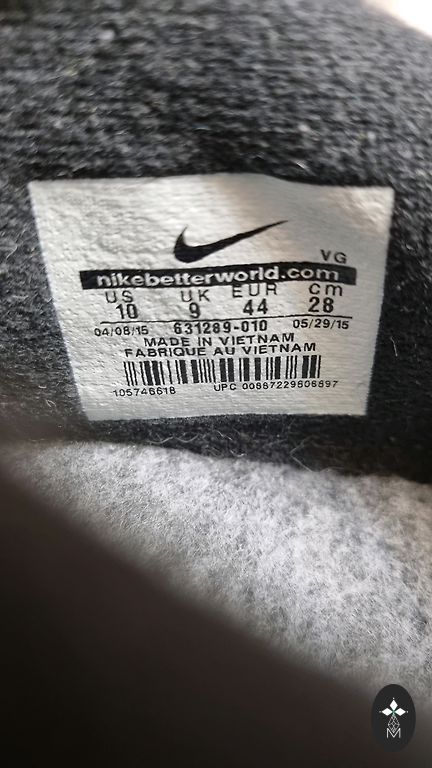 VG
nikebetterworld.com
US UK EUR cm
10 9 44 28
04/08/15 631289-010 05/29/15
MADE IN VIETNAM
FABRIQUE AU VIETNAM
105746618 UPC 00887229606897
M